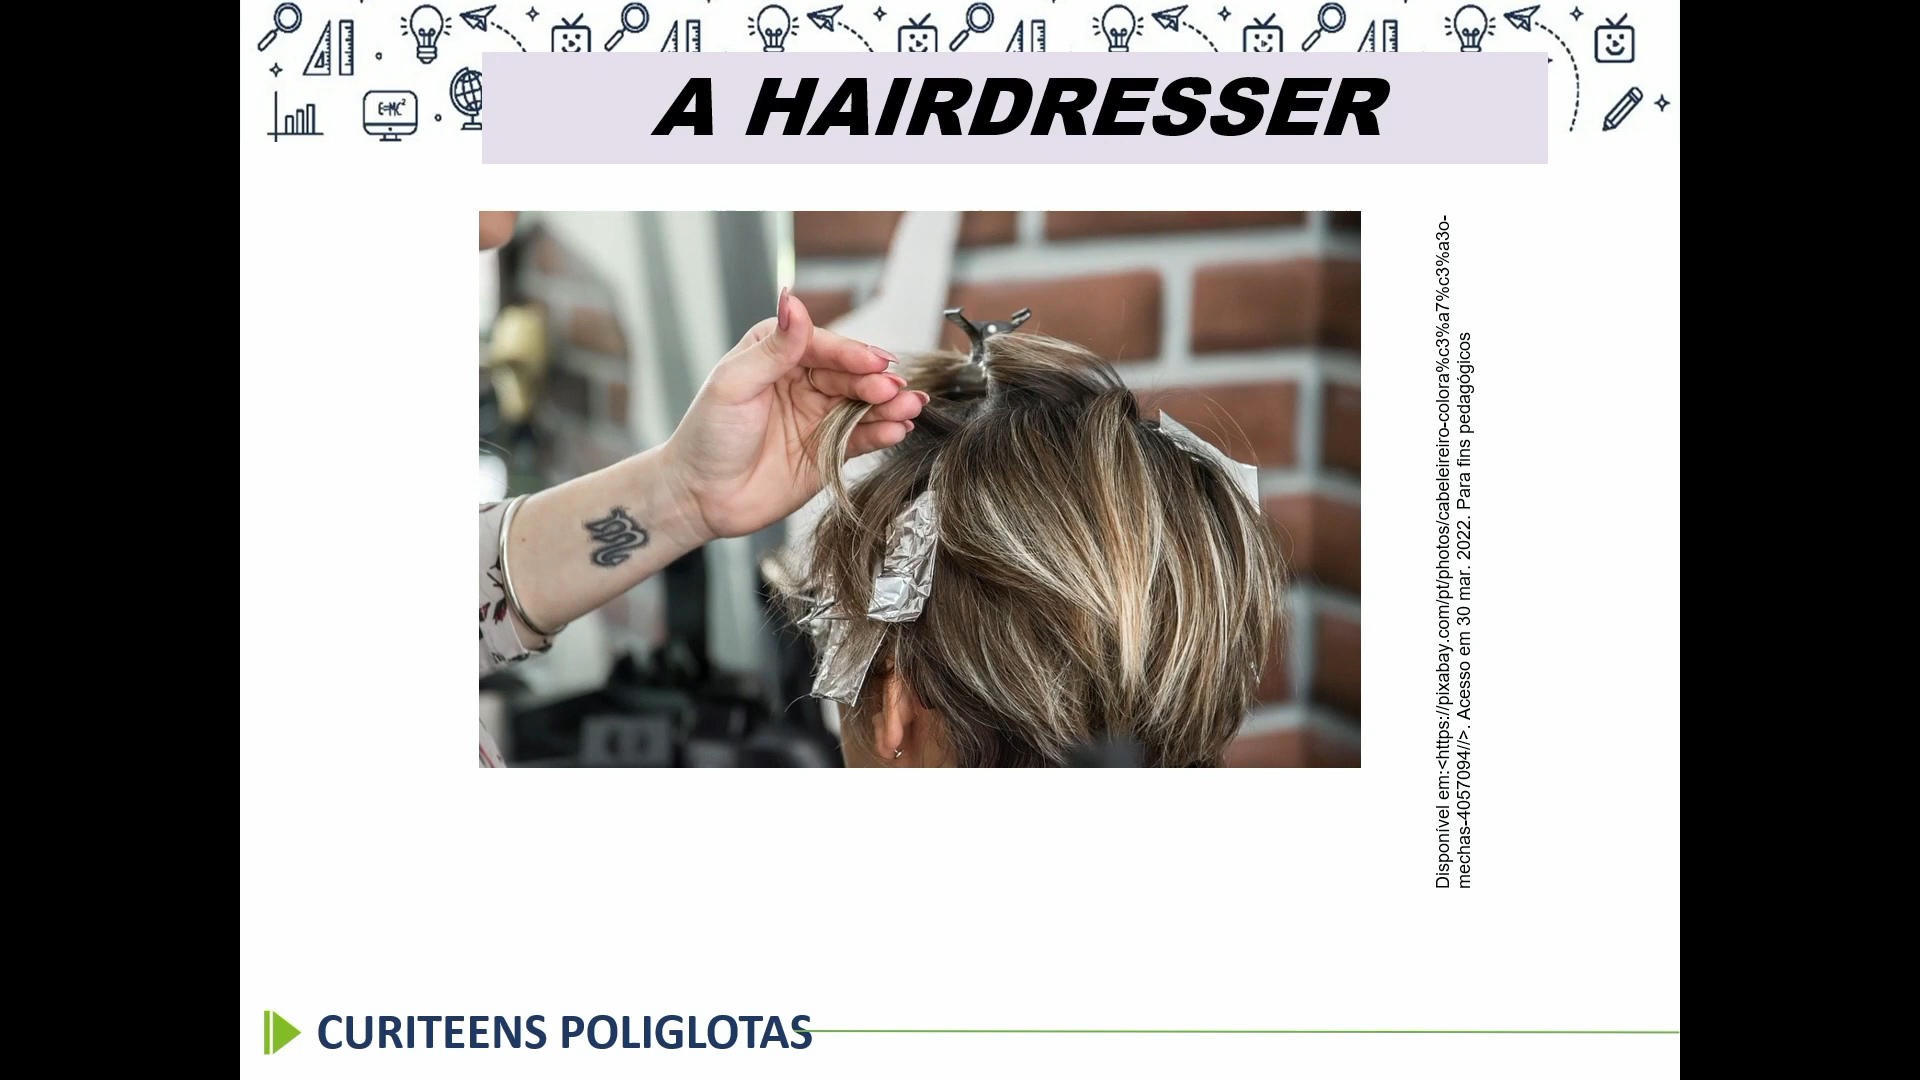 A HAIRDRESSER
E=MC²
Disponível em:<https://pixabay.com/pt/photos/cabeleireiro-colora%c3%a7%c3%a3o-
mechas-4057094//>. Acesso em 30 mar. 2022. Para fins pedagógicos
CURITEENS POLIGLOTAS